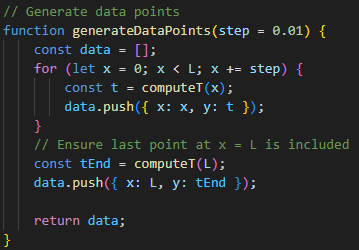 // Generate data points
function generateDataPoints(step = 0.01) {
    const data = [];
    for (let x = 0; x < L; x += step) {
        const t = computeT(x);
        data.push({ x: x, y: t });
    }
    // Ensure last point at x = L is included
    const tEnd = computeT(L);
    data.push({ x: L, y: tEnd });

    return data;
}